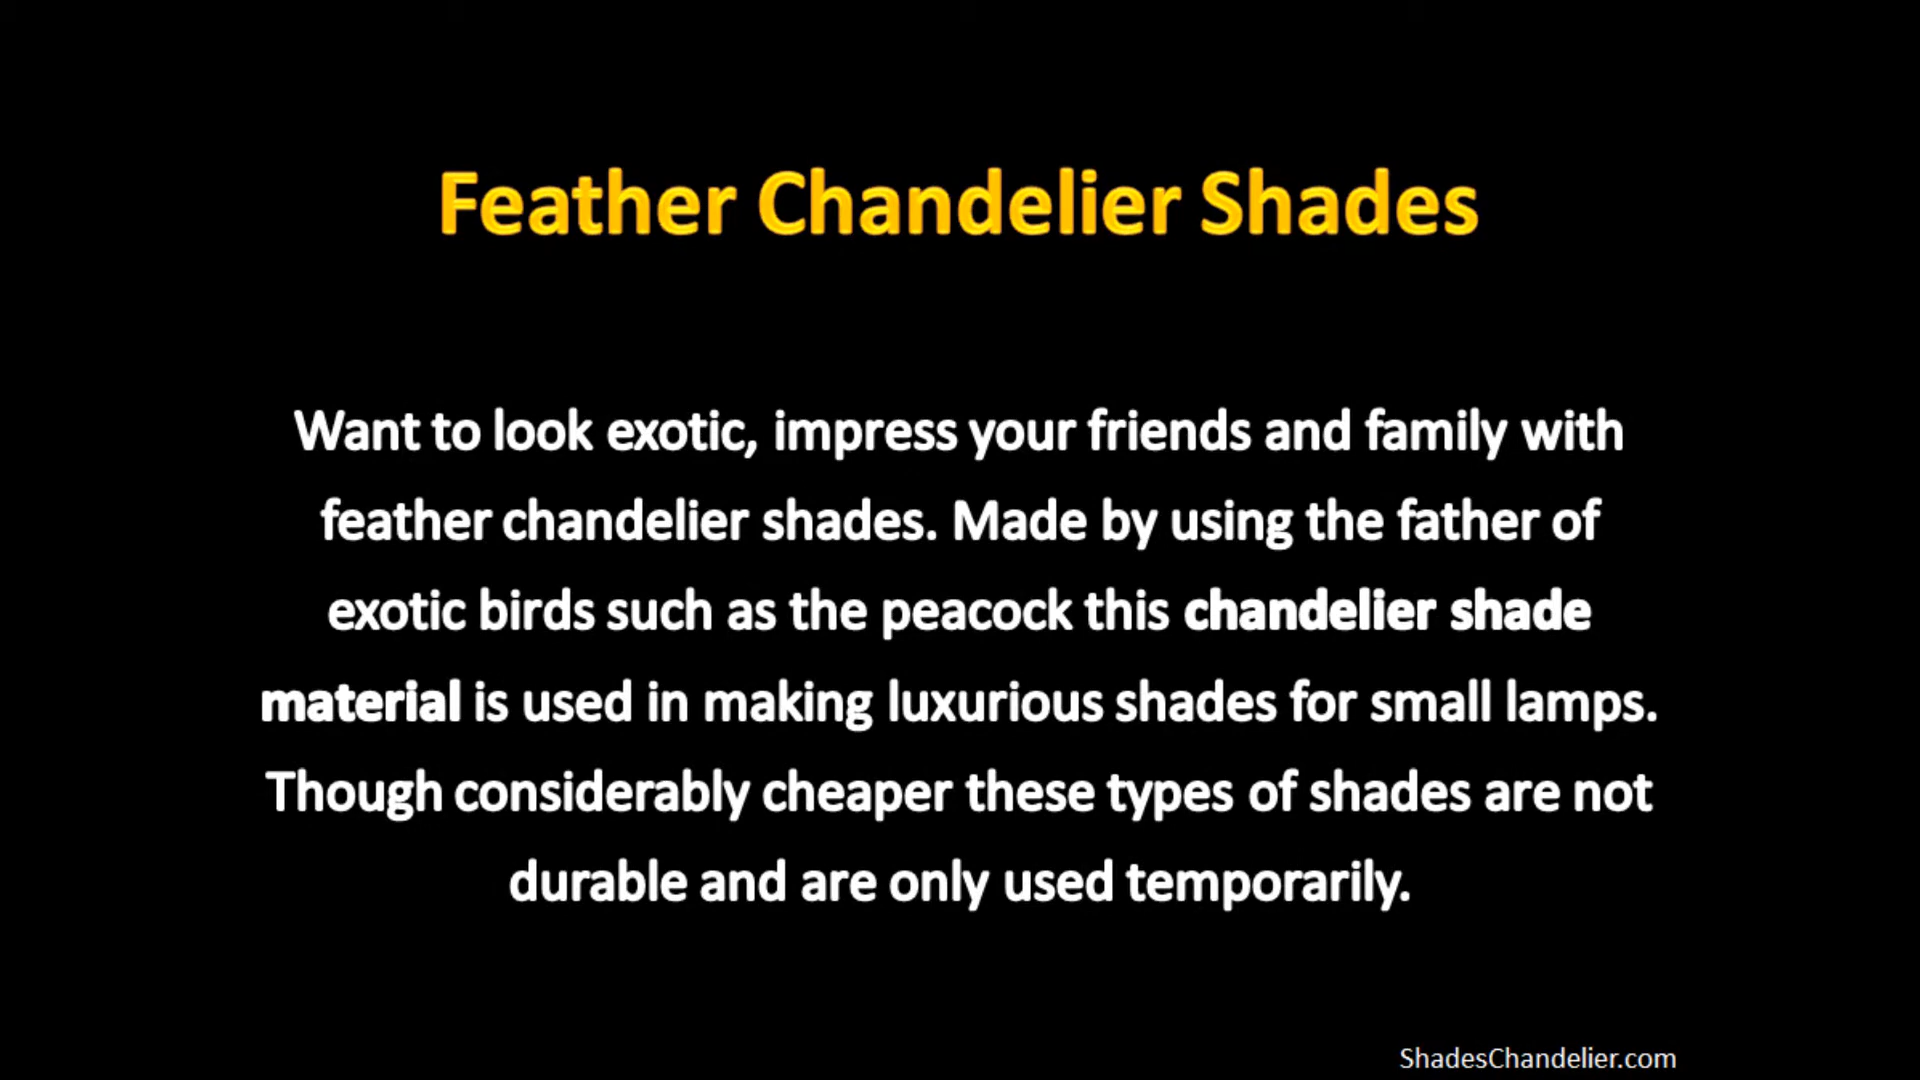 Feather Chandelier Shades
Want to look exotic, impress your friends and family with
feather chandelier shades. Made by using the father of
exotic birds such as the peacock this chandelier shade
material is used in making luxurious shades for small lamps.
Though considerably cheaper these types of shades are not
durable and are only used temporarily.
ShadesChandelier.com